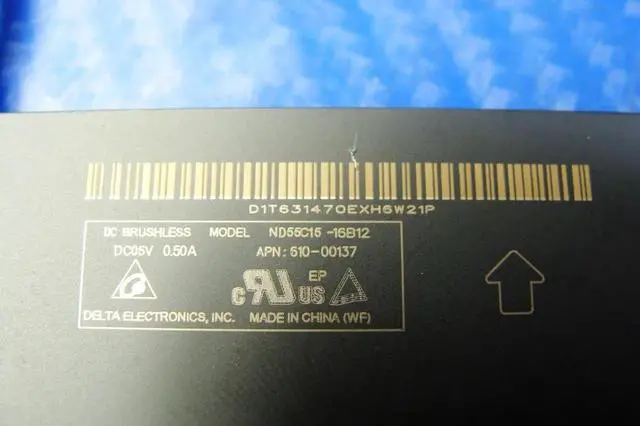 D1T631470EXH6W21P
DC BRUSHLESS MODEL ND55C15 -16B12
DC05V 0.50A APN: 610-00137
c RU US EP
DELTA ELECTRONICS, INC. MADE IN CHINA (WF)